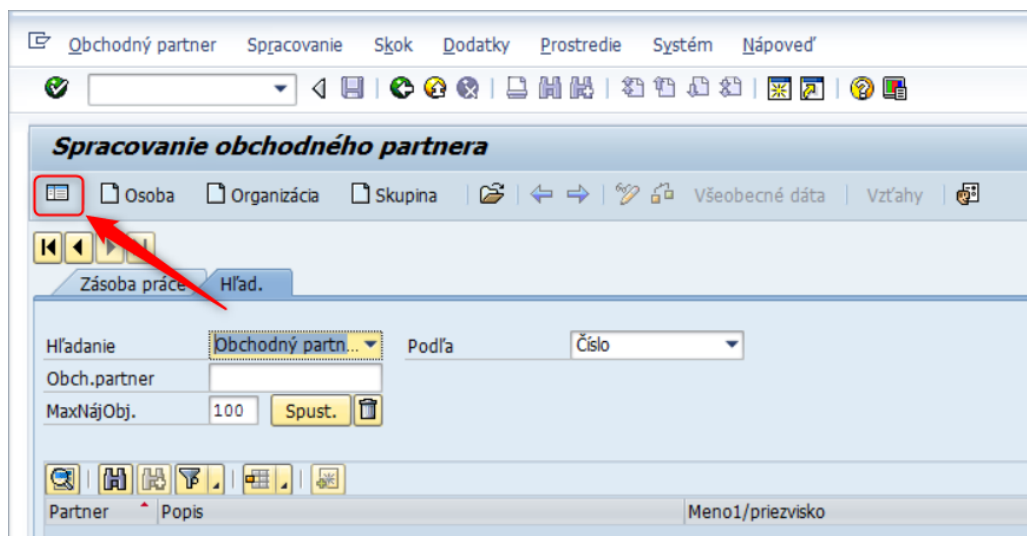 Obchodný partner Spracovanie Skok Dodatky Prostredie Systém Nápoveď
Spracovanie obchodného partnera
Osoba Organizácia Skupina Všeobecné dáta Vzťahy
Zásoba práce Hľad.
Hľadanie Obchodný partn... Podľa Číslo
Obch.partner
MaxNájObj. 100 Spust.
Partner Popis Meno1/priezvisko